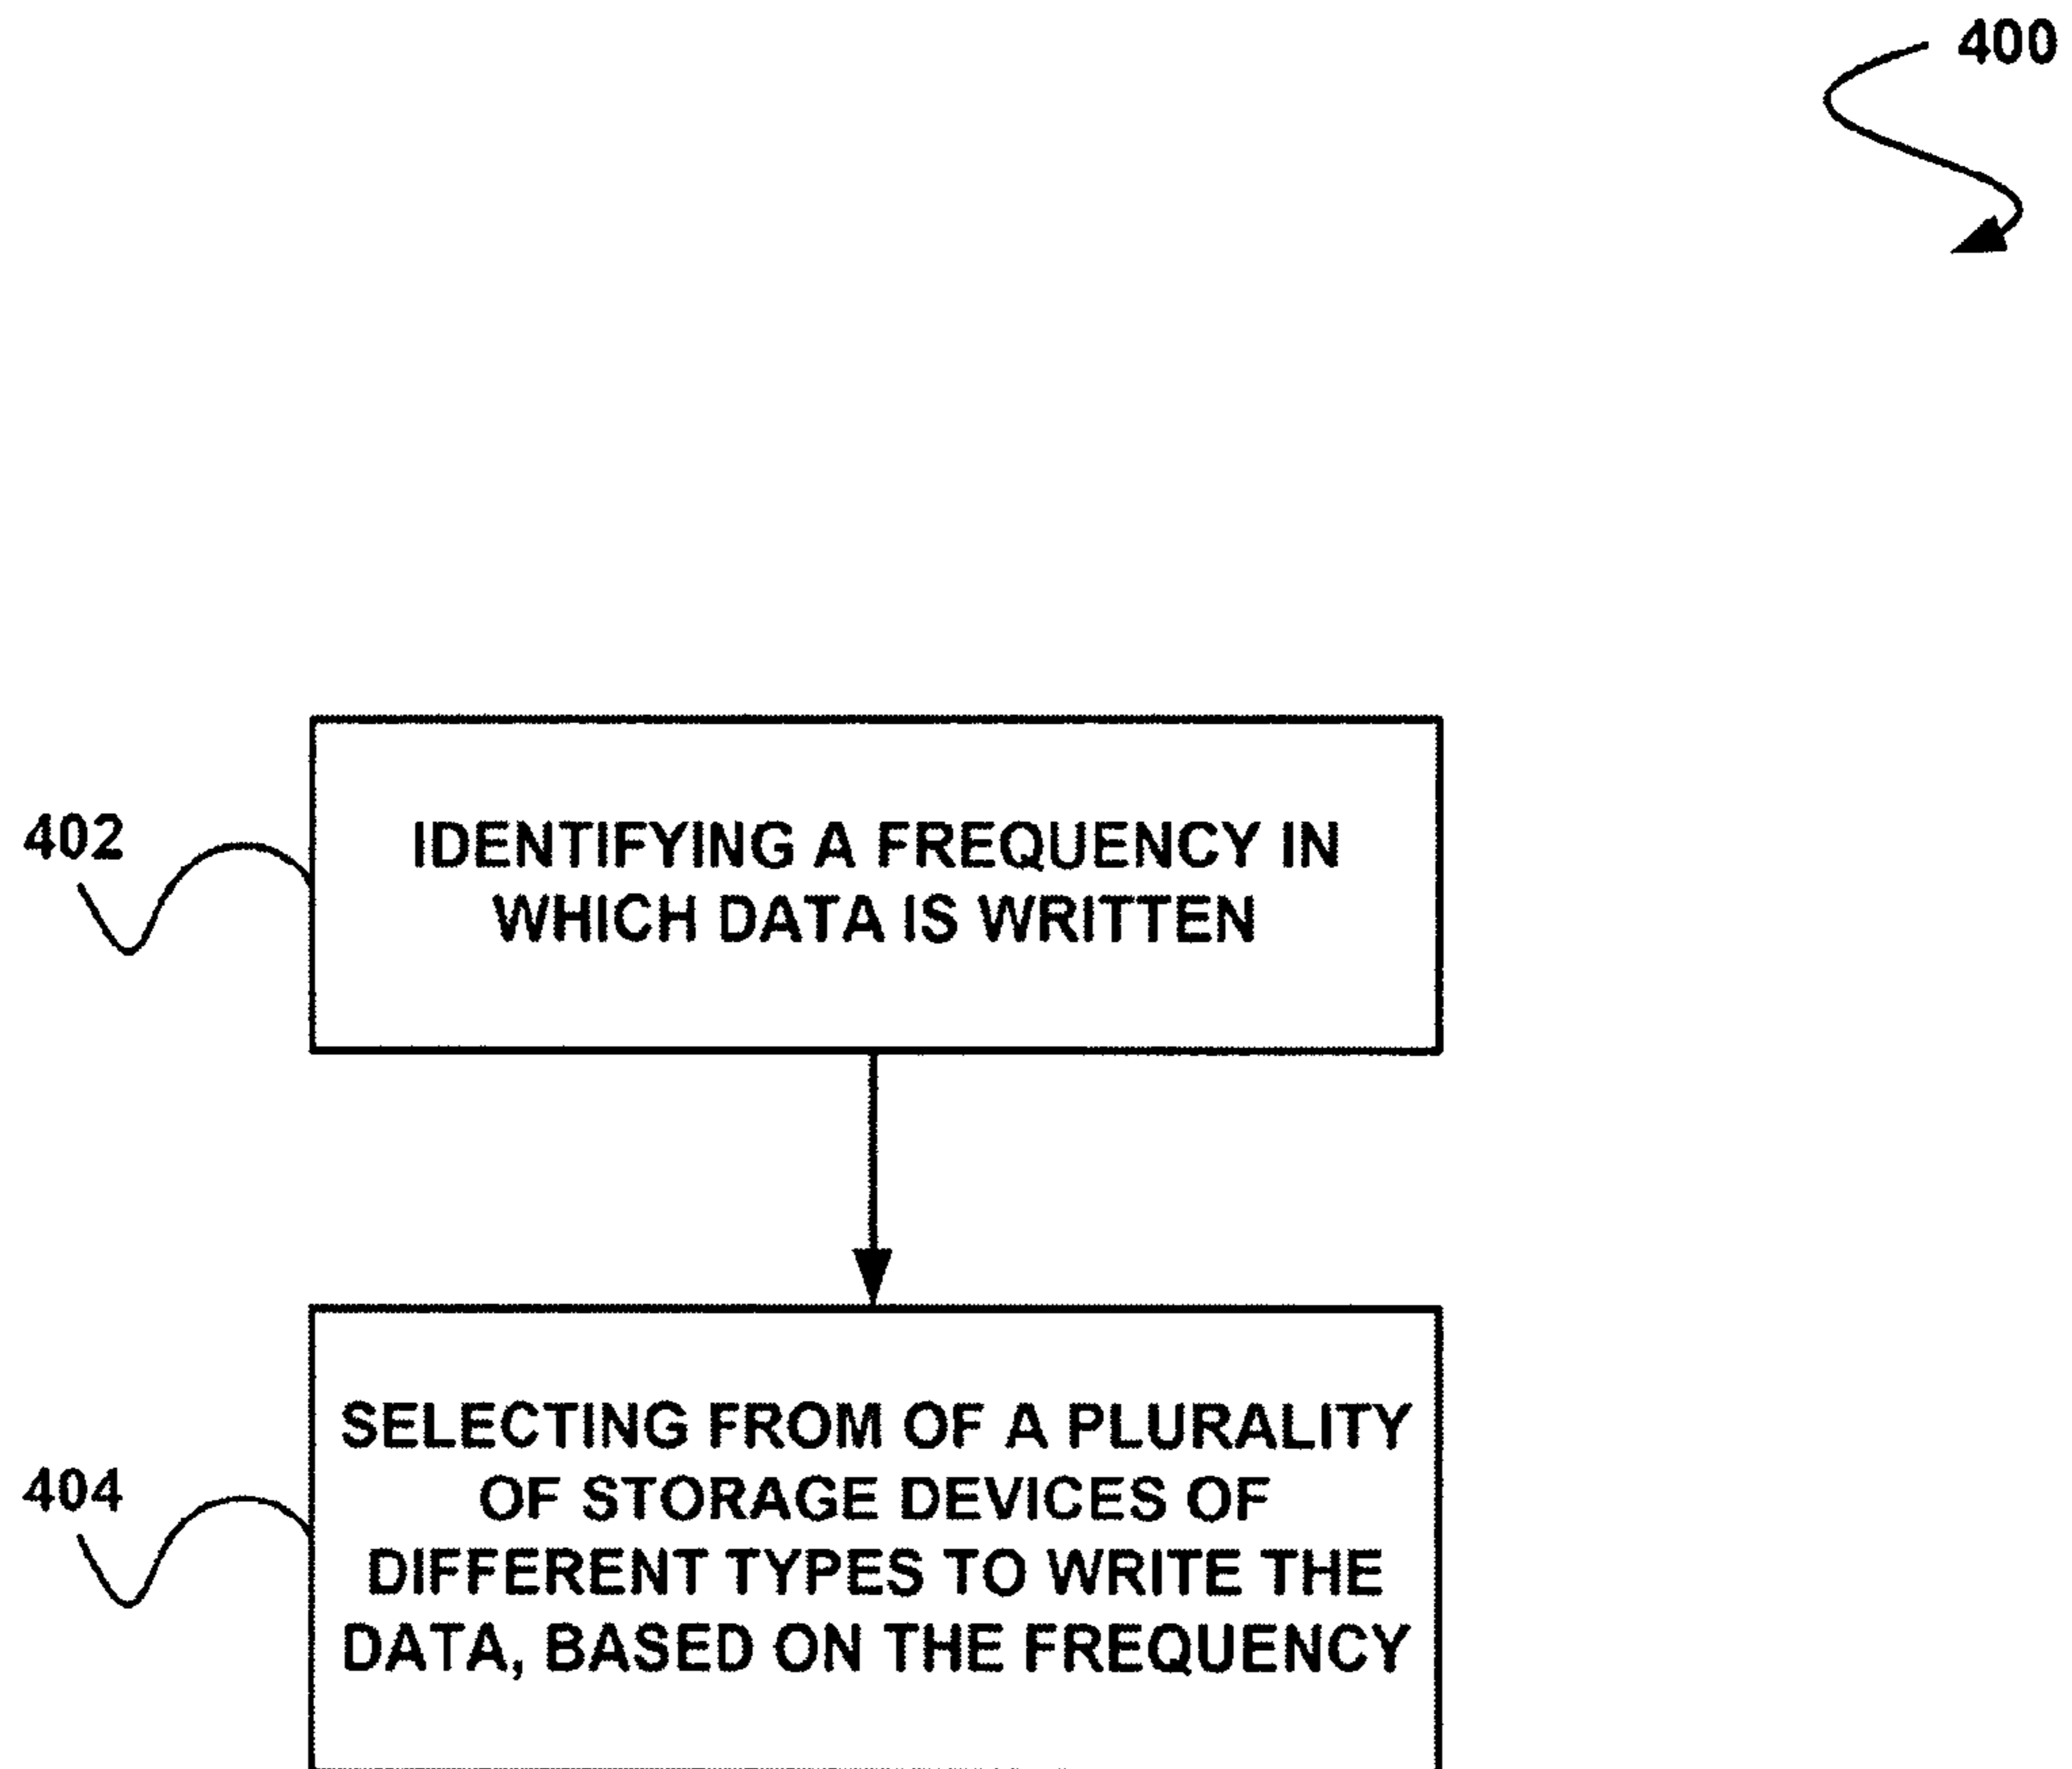 400
402
IDENTIFYING A FREQUENCY IN
WHICH DATA IS WRITTEN
404
SELECTING FROM OF A PLURALITY
OF STORAGE DEVICES OF
DIFFERENT TYPES TO WRITE THE
DATA, BASED ON THE FREQUENCY